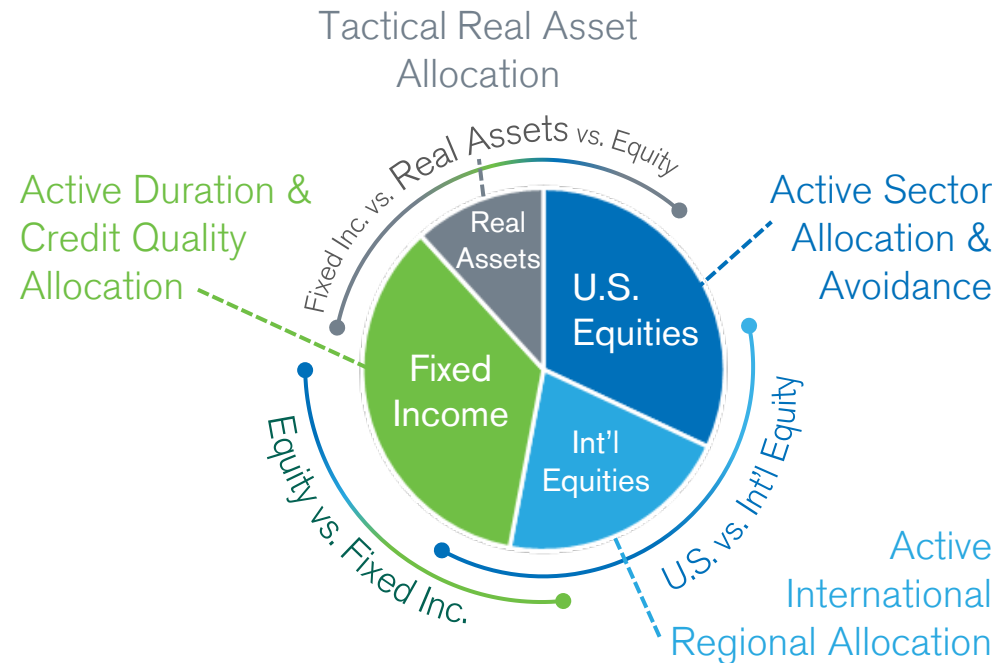 Tactical Real Asset
Allocation
Fixed Inc. vs. Real Assets vs. Equity
Active Duration &
Credit Quality
Allocation
Active Sector
Allocation &
Avoidance
Real
Assets
U.S.
Equities
Fixed
Income
Int'l
Equities
Equity vs. Fixed Inc.
U.S. vs. Int'l Equity
Active
International
Regional Allocation